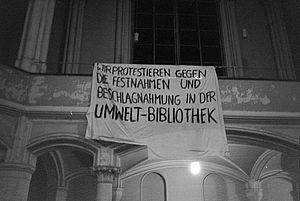 WIR PROTESTIEREN GEGEN
DIE FESTNAHMEN UND
BESCHLAGNAHMUNG IN DER
UMWELT-BIBLIOTHEK